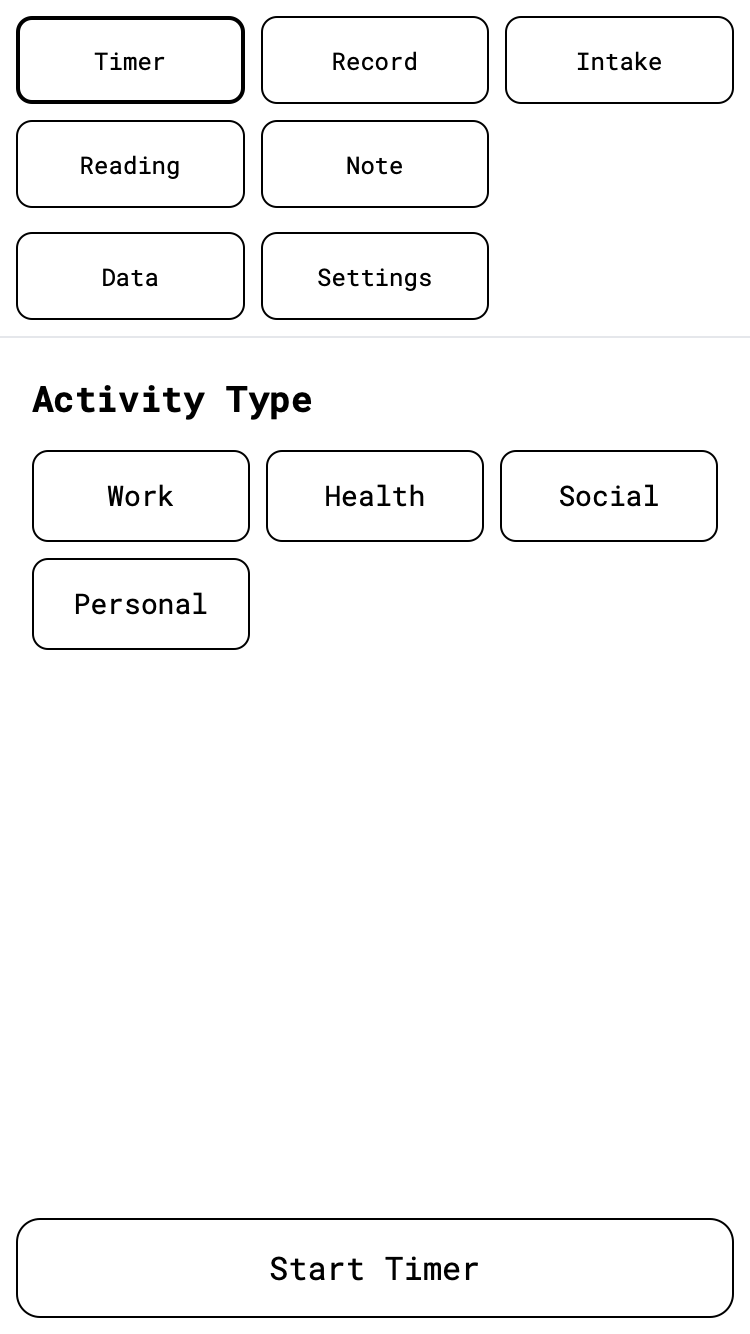 Timer Record Intake
Reading Note
Data Settings
Activity Type
Work Health Social
Personal
Start Timer